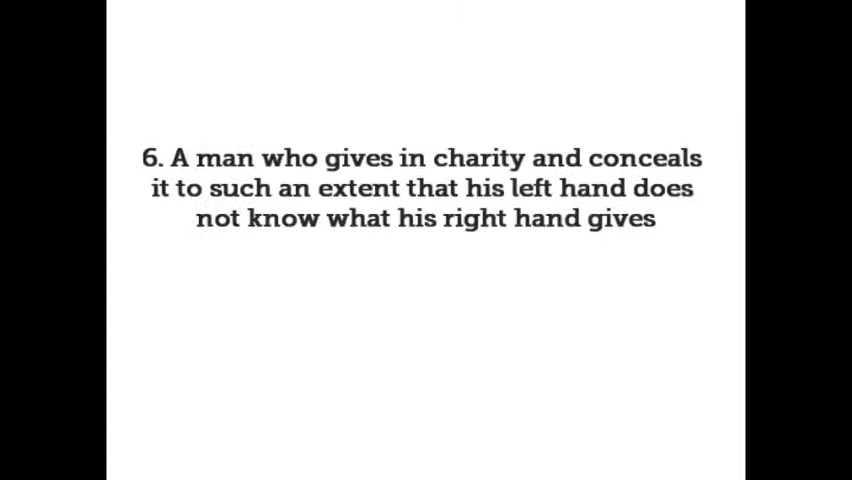 6. A man who gives in charity and conceals
it to such an extent that his left hand does
not know what his right hand gives